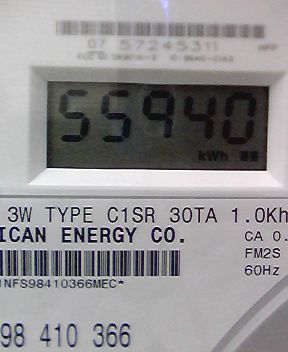 07 57245311
55940
kWh
3W TYPE C1SR 30TA 1.0Kh
ICAN ENERGY CO.
CA 0.
FM2S
60Hz
NFS98410366MEC*
98 410 366